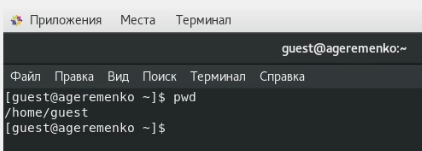 Приложения Места Терминал
guest@ageremenko:~
Файл Правка Вид Поиск Терминал Справка
[guest@ageremenko ~]$ pwd
/home/guest
[guest@ageremenko ~]$